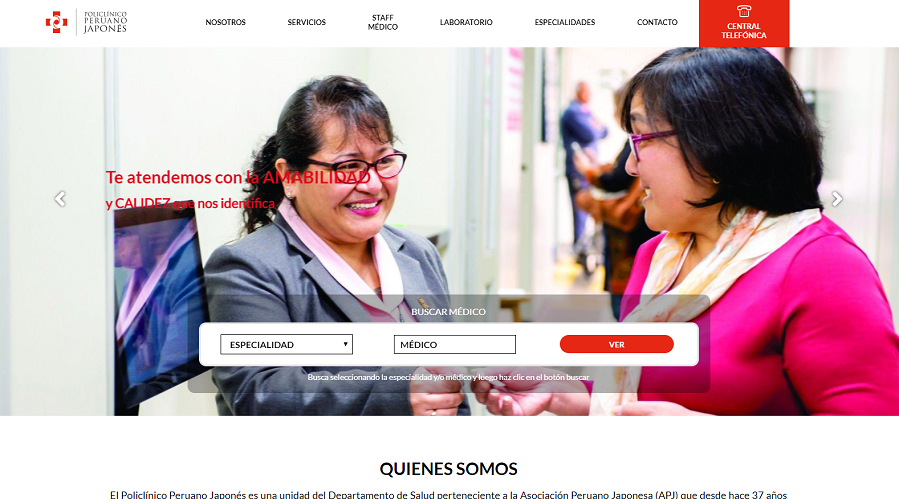 POLICLÍNICO
PERUANO
JAPONÉS
NOSOTROS
SERVICIOS
STAFF
MÉDICO
LABORATORIO
ESPECIALIDADES
CONTACTO
CENTRAL
TELEFÓNICA
Te atendemos con la AMABILIDAD
y CALIDEZ que nos identifica
BUSCAR MÉDICO
ESPECIALIDAD
MÉDICO
VER
Busca seleccionando la especialidad y/o médico y luego haz clic en el botón buscar
QUIENES SOMOS
El Policlínico Peruano Japonés es una unidad del Departamento de Salud perteneciente a la Asociación Peruano Japonesa (APJ) que desde hace 37 años